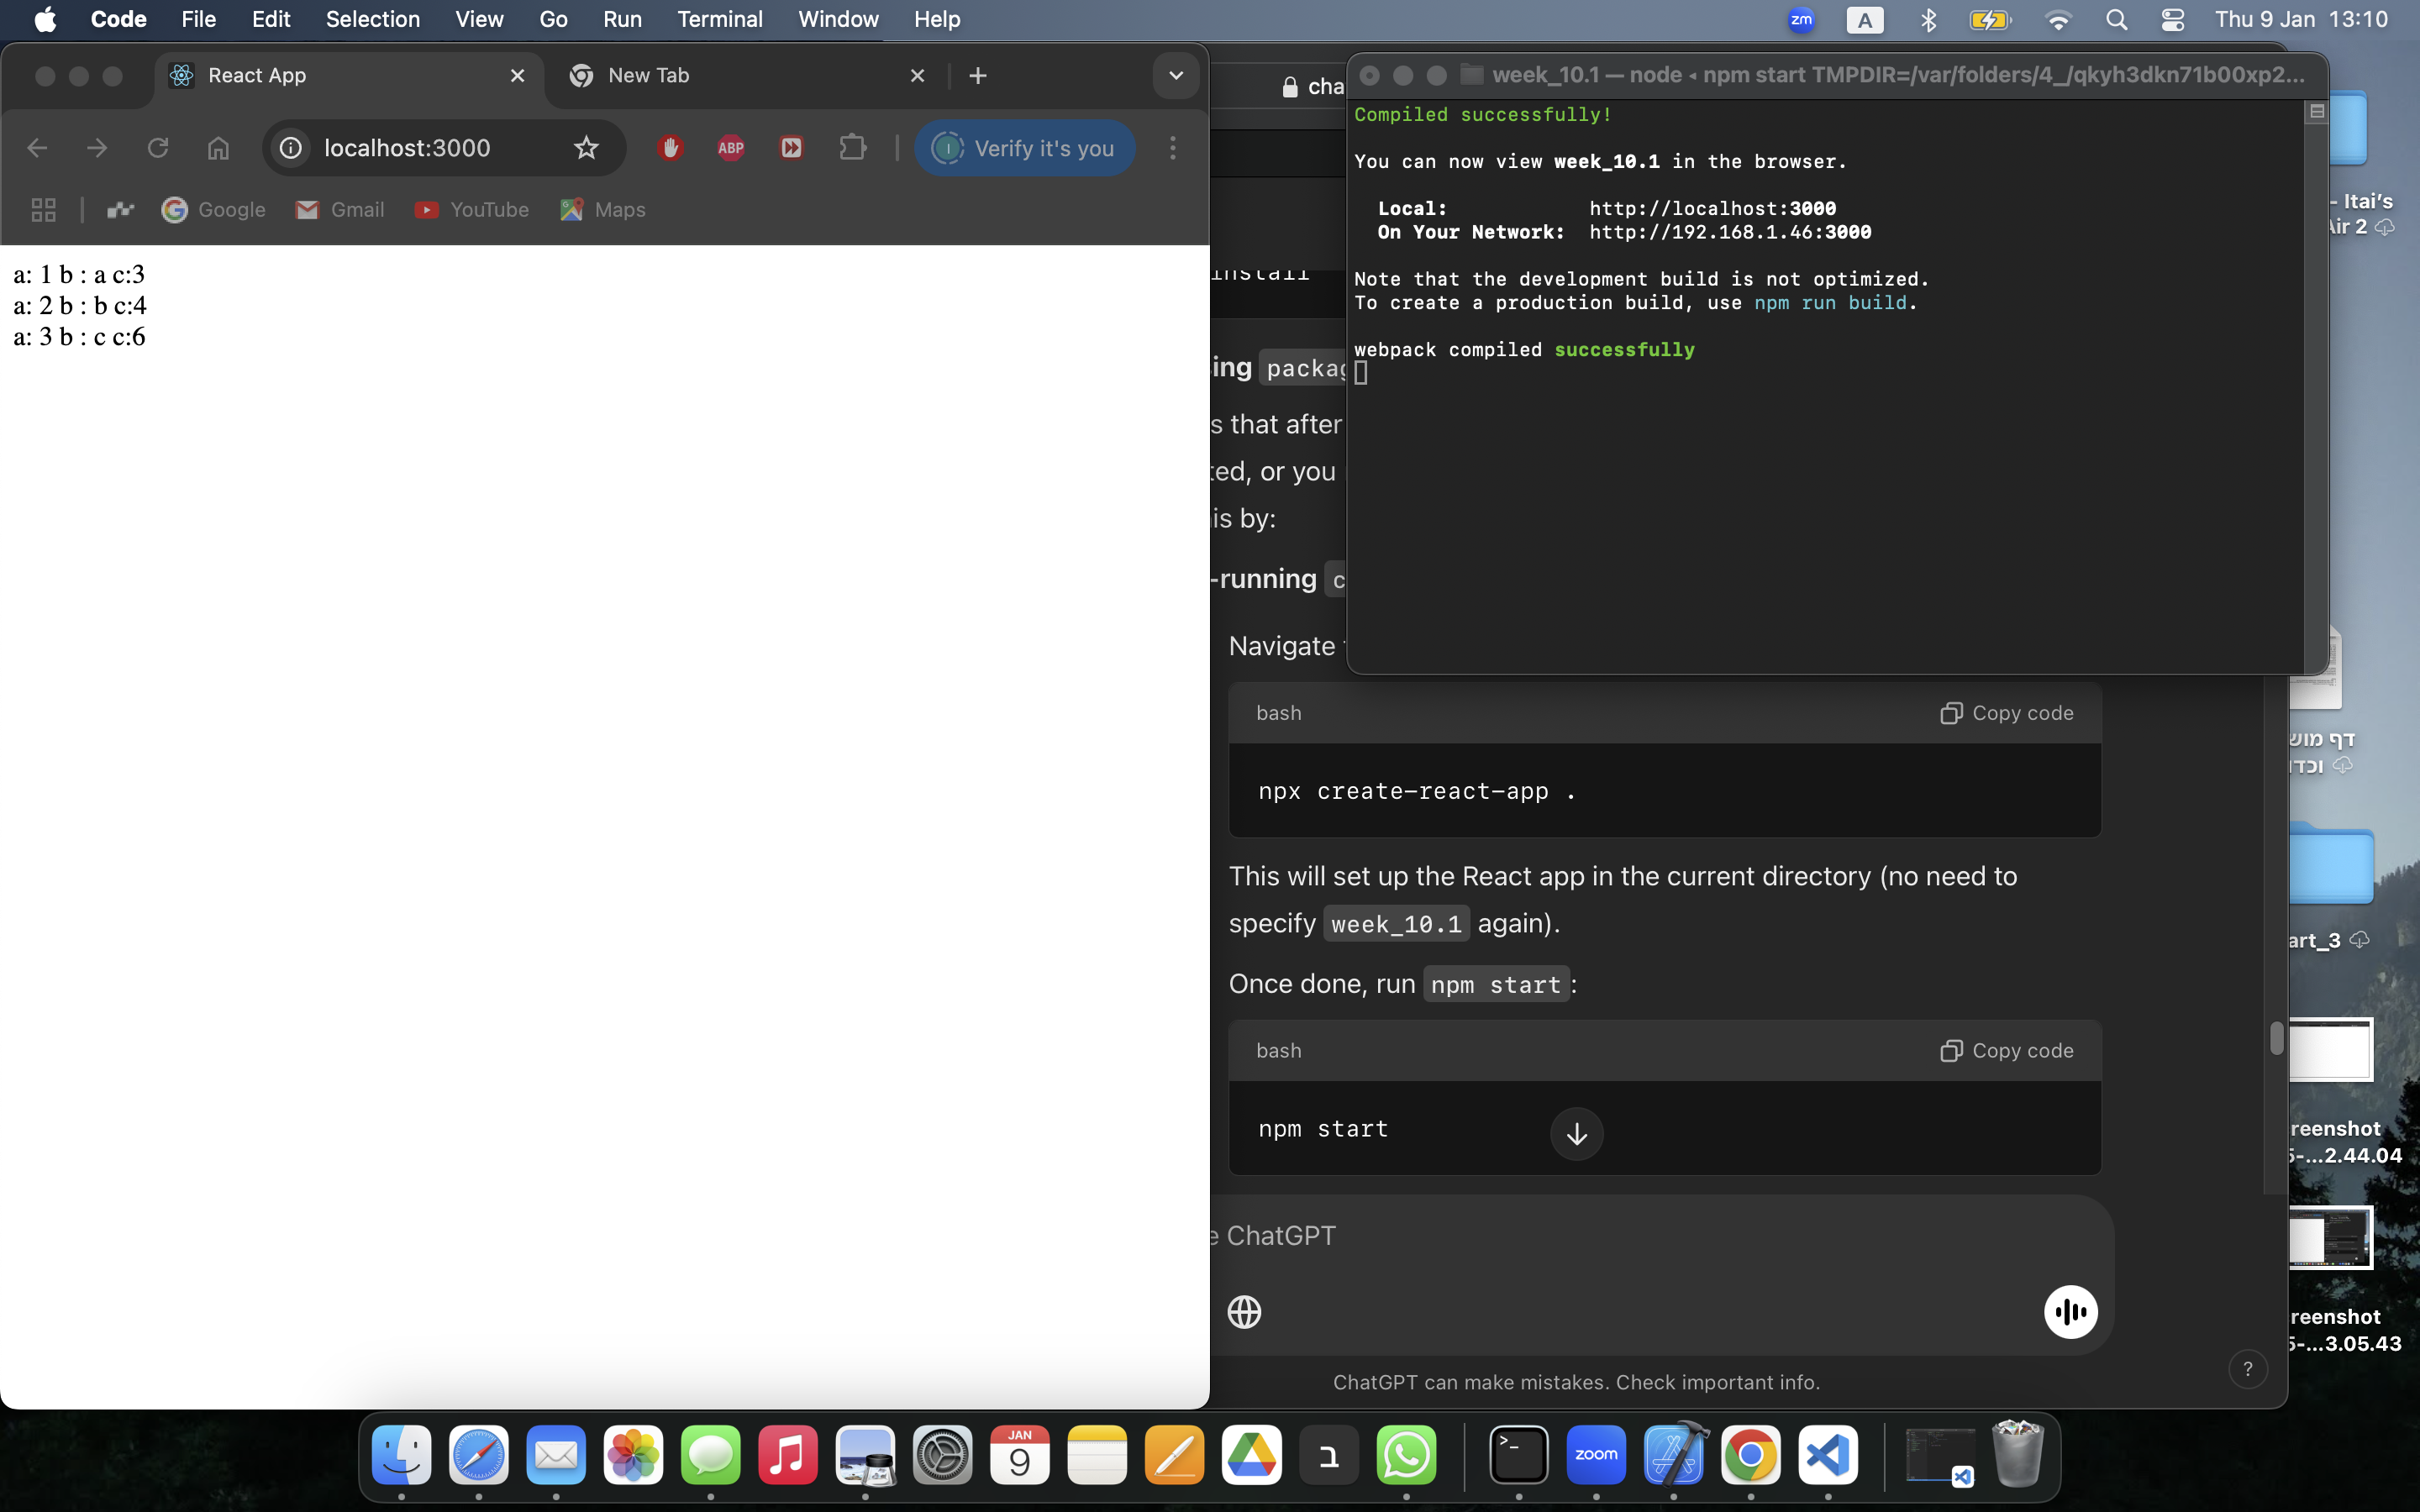 Code File Edit Selection View Go Run Terminal Window Help
zm A Thu 9 Jan 13:10
React App
New Tab
localhost:3000
ABP
I Verify it's you
Google Gmail YouTube Maps
a: 1 b : a c:3
a: 2 b : b c:4
a: 3 b : c c:6
cha
install
ing packag
s that after
ted, or you
is by:
-running c
Navigate
week_10.1 — node ◂ npm start TMPDIR=/var/folders/4_/qkyh3dkn71b00xp2...
Compiled successfully!
You can now view week_10.1 in the browser.
Local: http://localhost:3000
On Your Network: http://192.168.1.46:3000
Note that the development build is not optimized.
To create a production build, use npm run build.
webpack compiled successfully
bash Copy code
npx create-react-app .
This will set up the React app in the current directory (no need to
specify week_10.1 again).
Once done, run npm start:
bash Copy code
npm start
e ChatGPT
ChatGPT can make mistakes. Check important info.
?
- Itai's
Air 2
דף מוש
וכדו
art_3
reenshot
5-...2.44.04
reenshot
5-...3.05.43
JAN
9
ב
>_
zoom